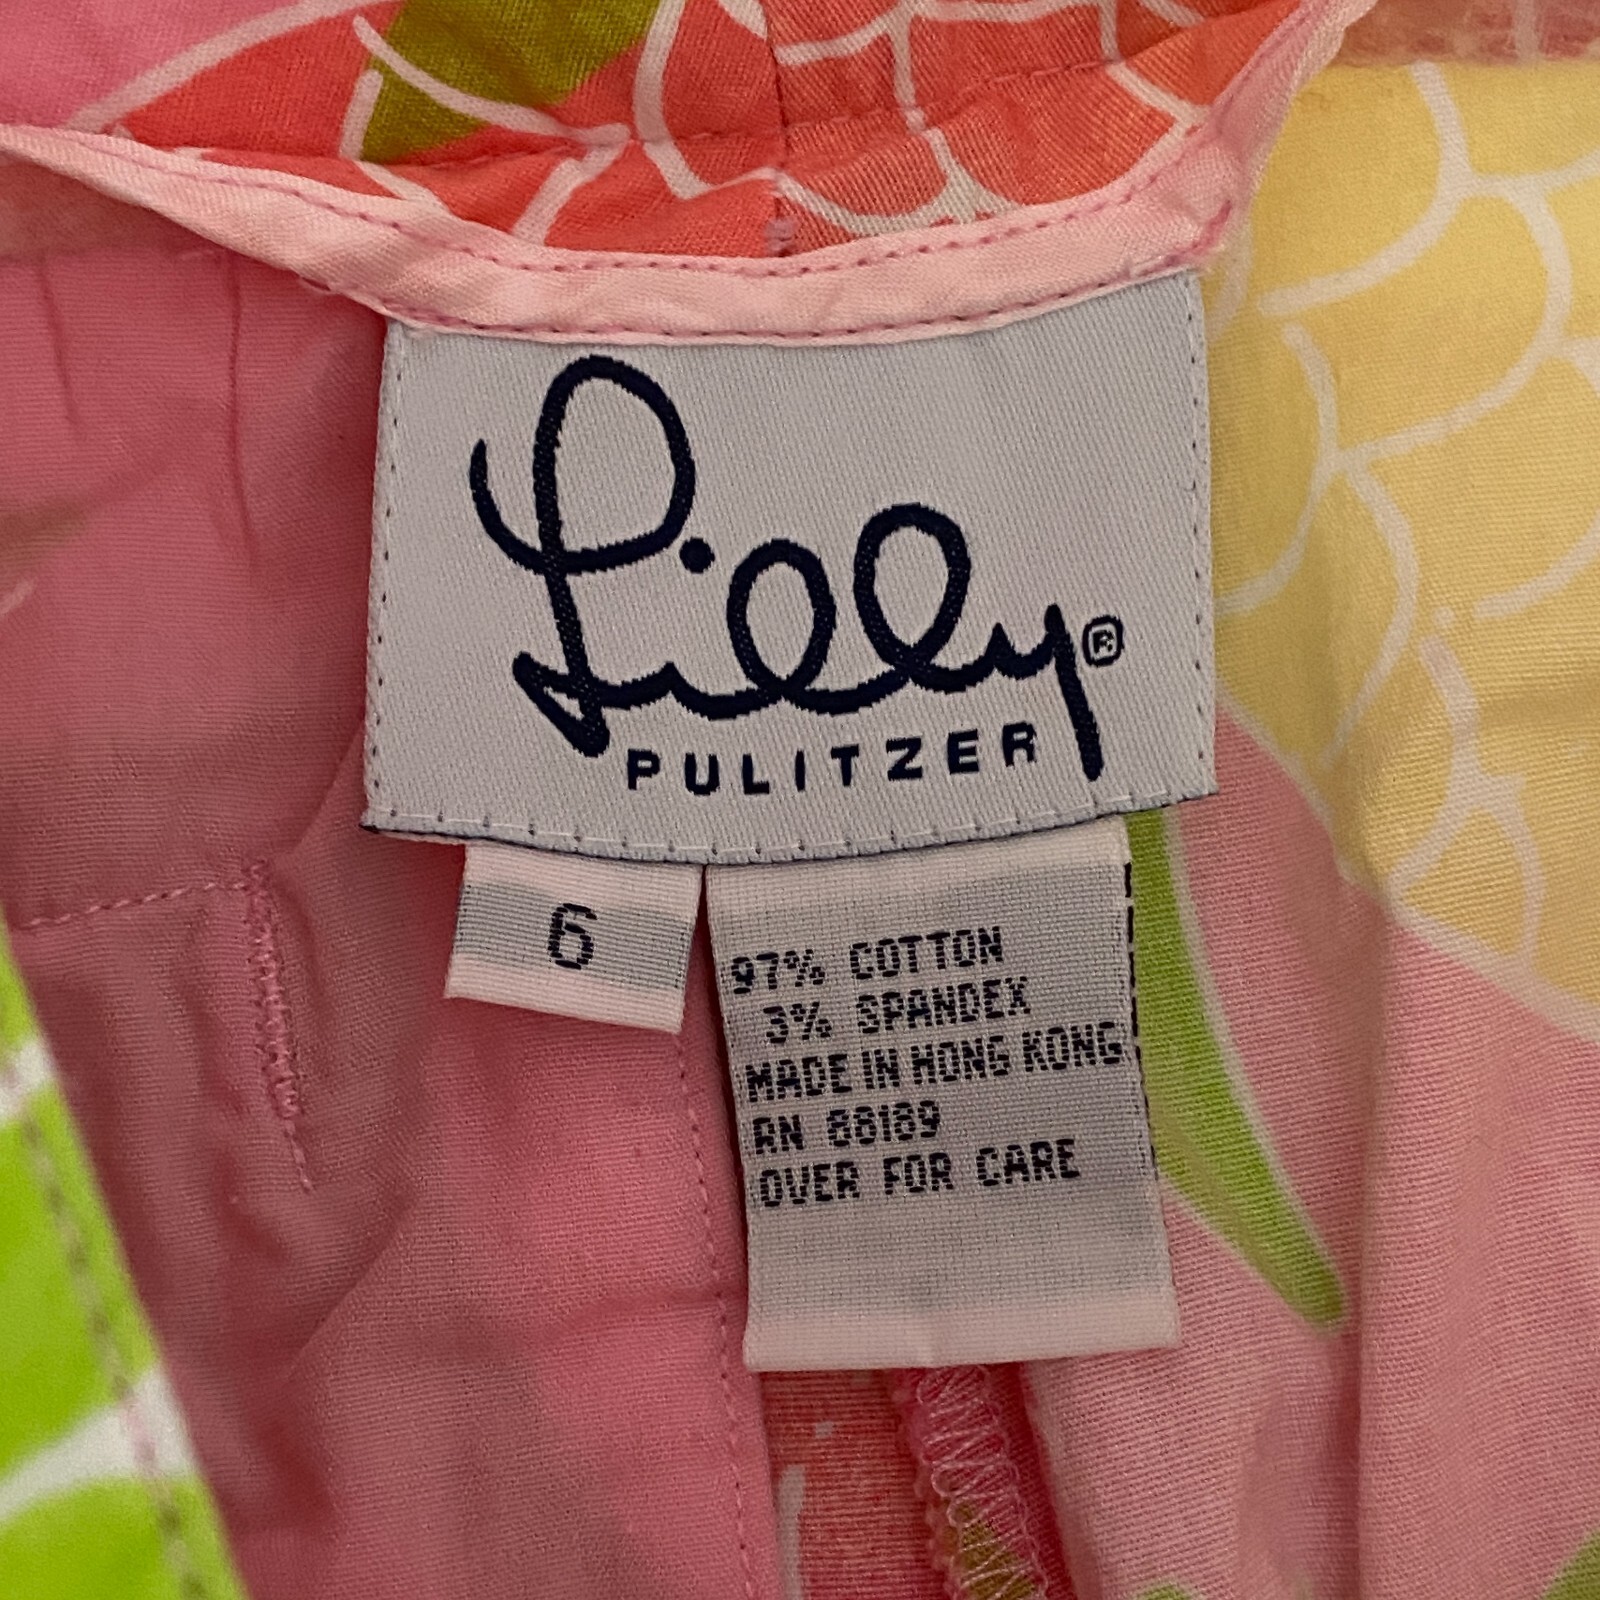 Lilly®
PULITZER
6
97% COTTON
3% SPANDEX
MADE IN HONG KONG
RN 88189
OVER FOR CARE